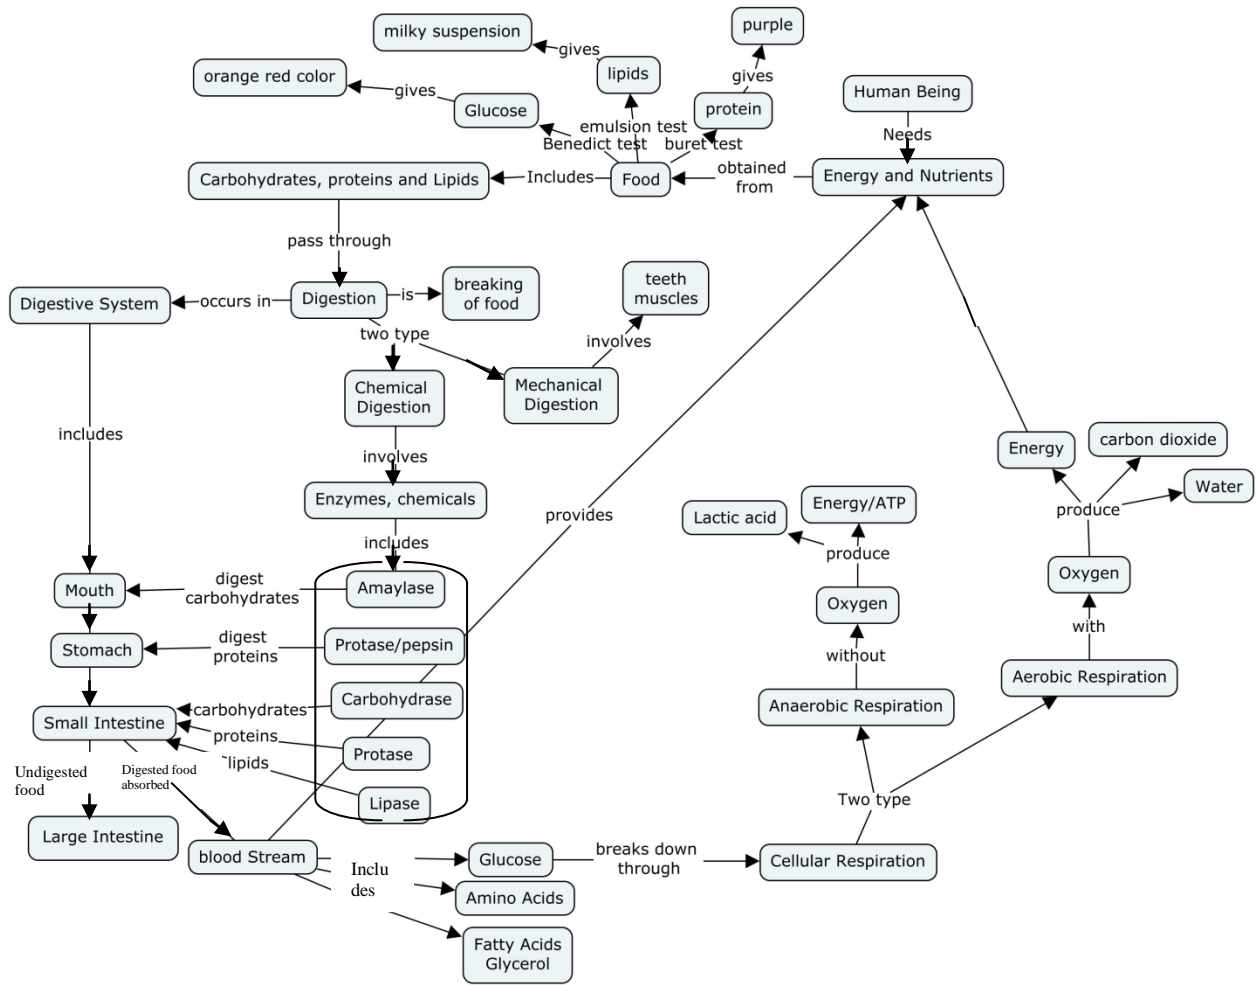 milky suspension
gives
purple
orange red color
gives
lipids
gives
Human Being
Glucose
protein
emulsion test
Benedict test
buret test
Needs
Carbohydrates, proteins and Lipids
Includes
Food
obtained
from
Energy and Nutrients
pass through
Digestive System
occurs in
Digestion
is
breaking
of food
teeth
muscles
two type
involves
Chemical
Digestion
Mechanical
Digestion
includes
involves
Energy
carbon dioxide
Water
Enzymes, chemicals
provides
Lactic acid
Energy/ATP
produce
includes
produce
Mouth
digest
carbohydrates
Amaylase
Oxygen
Oxygen
Stomach
digest
proteins
Protase/pepsin
without
with
Small Intestine
carbohydrates
Carbohydrase
Anaerobic Respiration
Aerobic Respiration
proteins
Protase
lipids
Lipase
Undigested
food
Digested food
absorbed
Two type
Large Intestine
blood Stream
Inclu
des
Glucose
breaks down
through
Cellular Respiration
Amino Acids
Fatty Acids
Glycerol